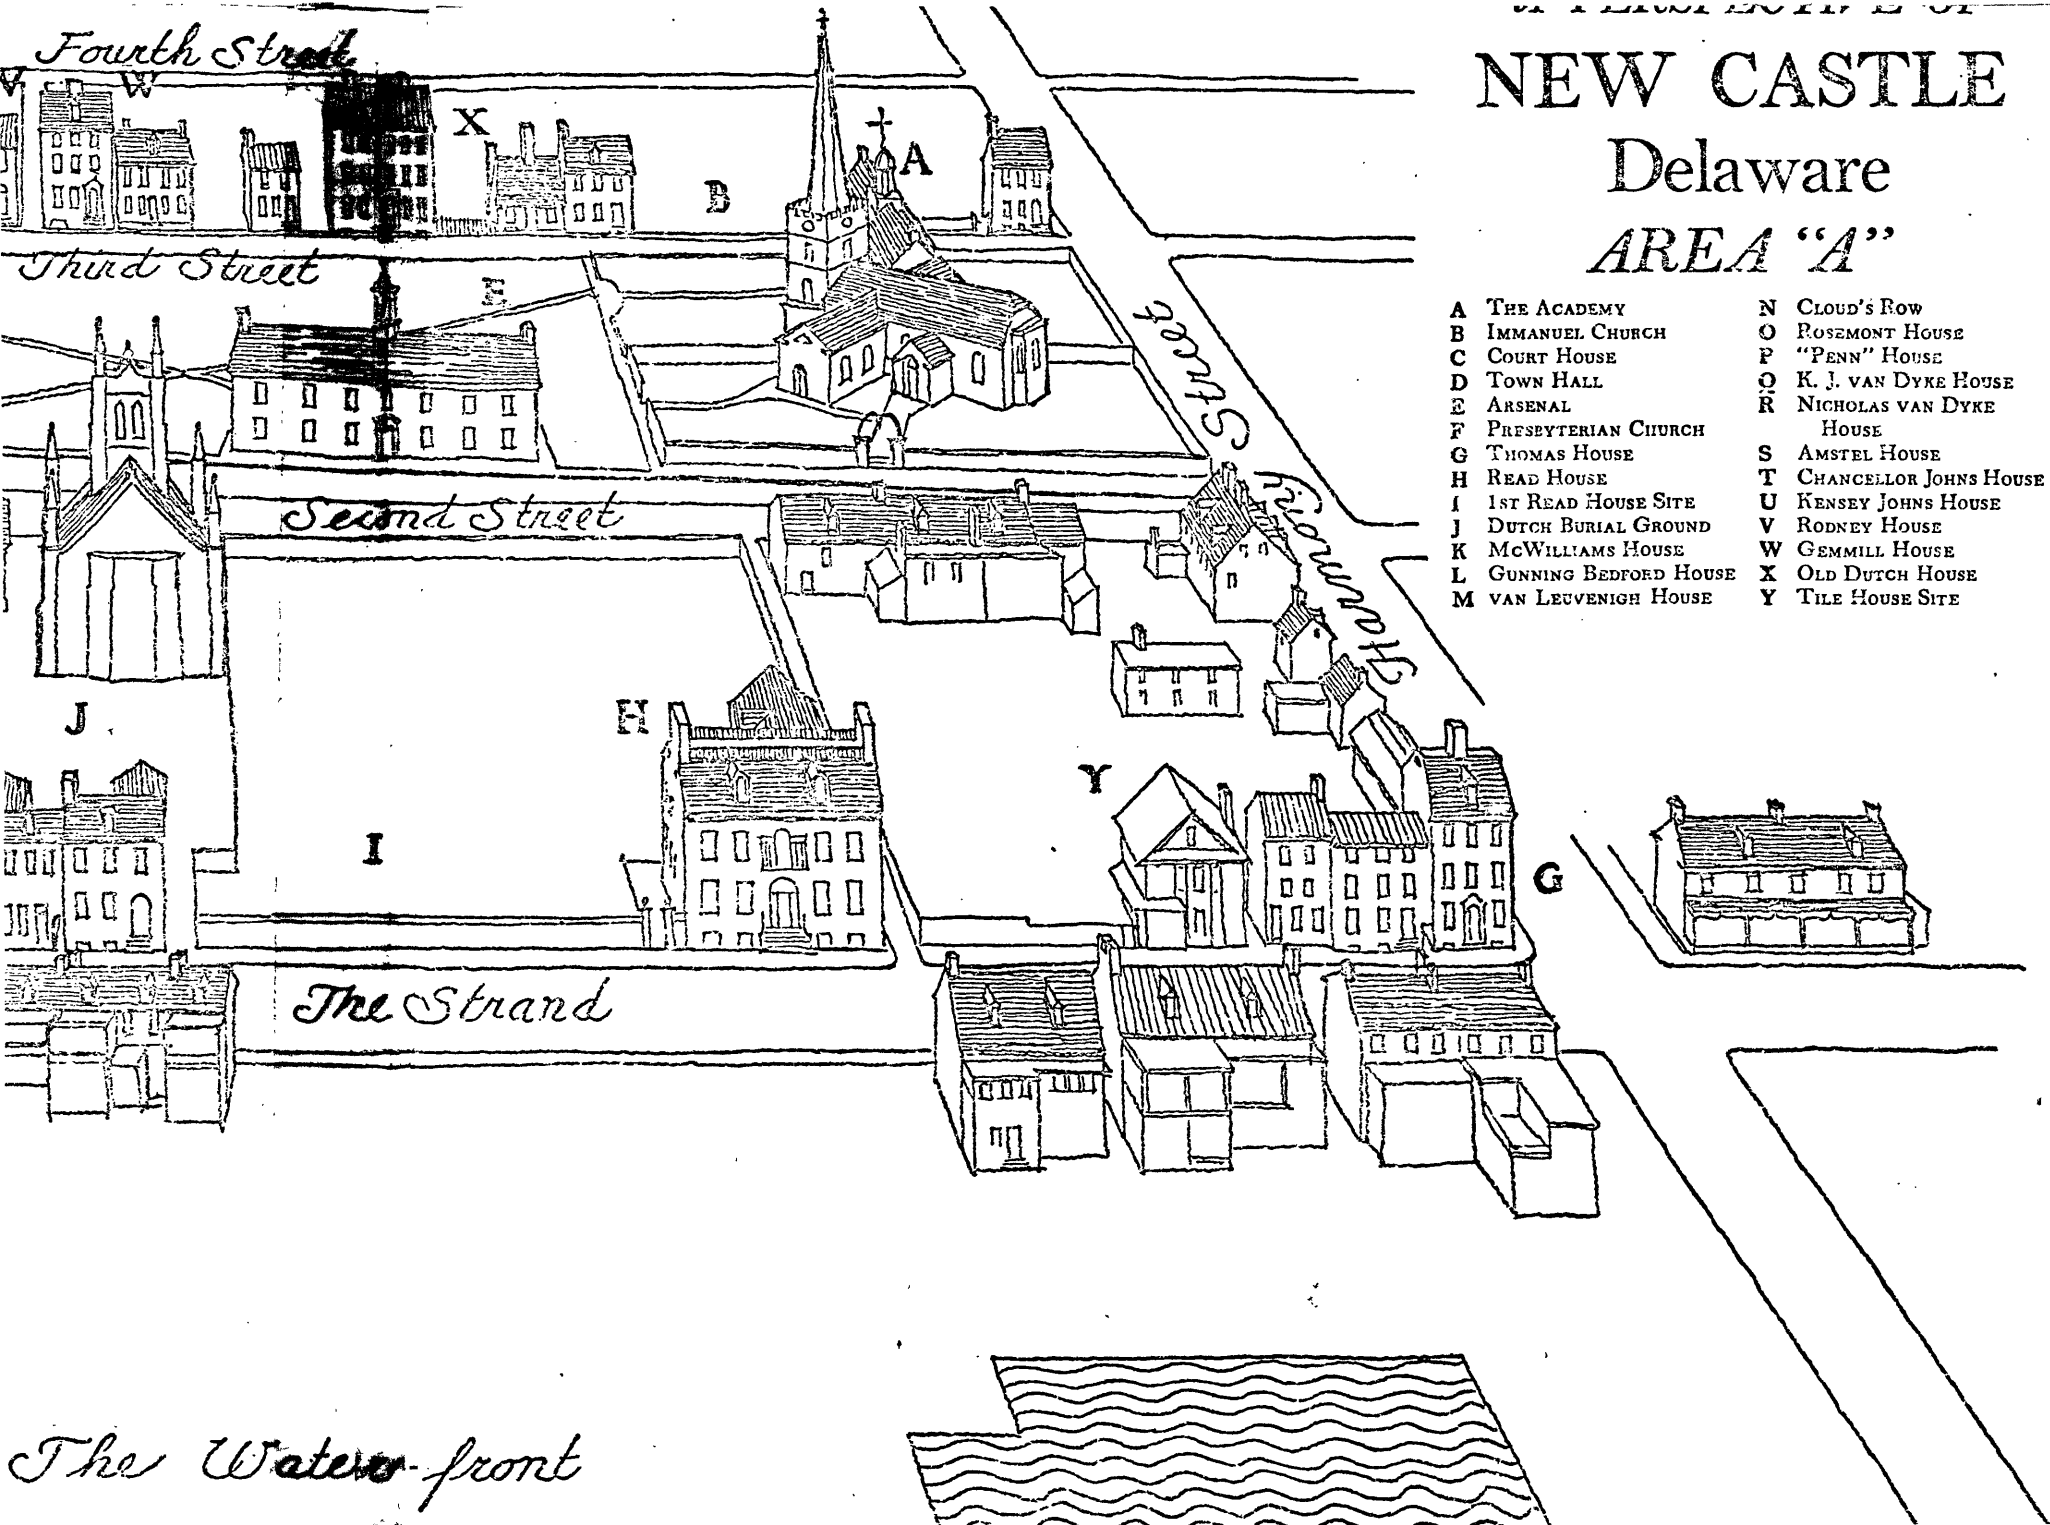 A PERSPECTIVE OF
NEW CASTLE
Delaware
AREA "A"
A THE ACADEMY
B IMMANUEL CHURCH
C COURT HOUSE
D TOWN HALL
E ARSENAL
F PRESBYTERIAN CHURCH
G THOMAS HOUSE
H READ HOUSE
I 1ST READ HOUSE SITE
J DUTCH BURIAL GROUND
K MCWILLIAMS HOUSE
L GUNNING BEDFORD HOUSE
M VAN LEUVENIGH HOUSE
N CLOUD'S ROW
O ROSEMONT HOUSE
P "PENN" HOUSE
Q K. J. VAN DYKE HOUSE
R NICHOLAS VAN DYKE
HOUSE
S AMSTEL HOUSE
T CHANCELLOR JOHNS HOUSE
U KENSEY JOHNS HOUSE
V RODNEY HOUSE
W GEMMILL HOUSE
X OLD DUTCH HOUSE
Y TILE HOUSE SITE
Fourth Street
V
W
X
B
A
Third Street
E
Second Street
Harmony Street
J
H
I
Y
G
The Strand
The Water-front